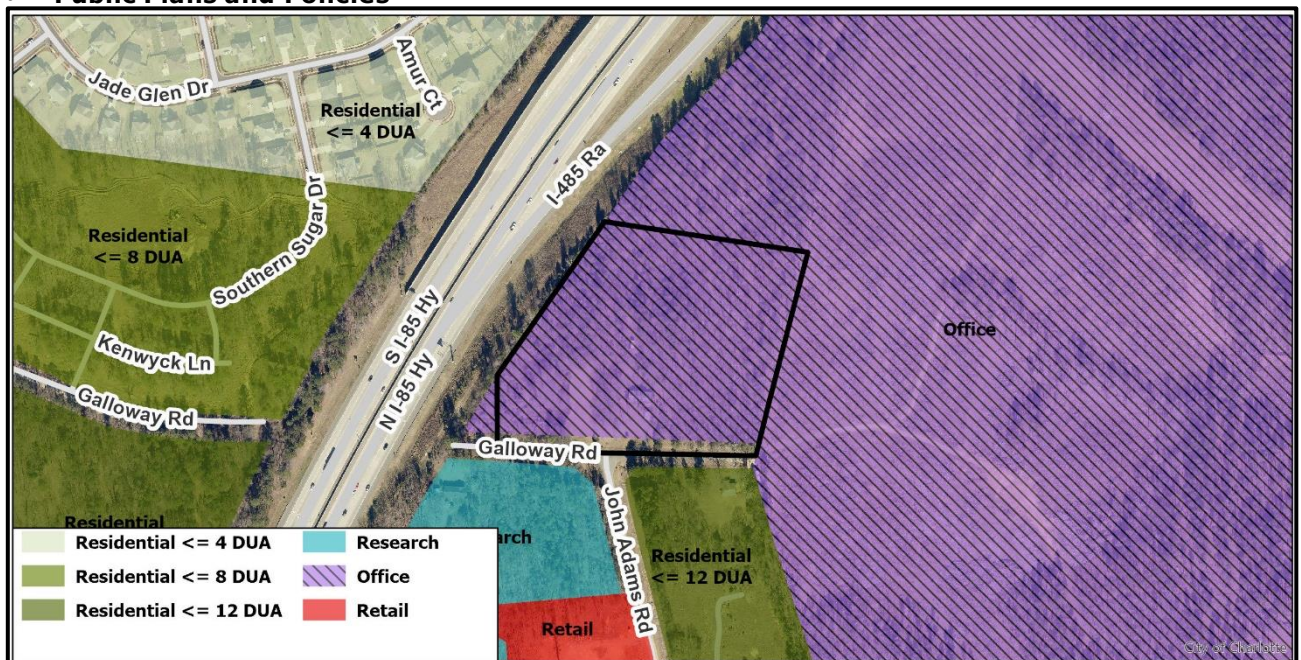 Public Plans and Policies
Jade Glen Dr
Amur Ct
Residential
<= 4 DUA
I-485 Ra
Residential
<= 8 DUA
Southern Sugar Dr
S I-85 Hy
Office
Kenwyck Ln
N I-85 Hy
Galloway Rd
Galloway Rd
John Adams Rd
Residential
arch
Residential
<= 12 DUA
Retail
Residential <= 4 DUA
Research
Residential <= 8 DUA
Office
Residential <= 12 DUA
Retail
City of Charlotte